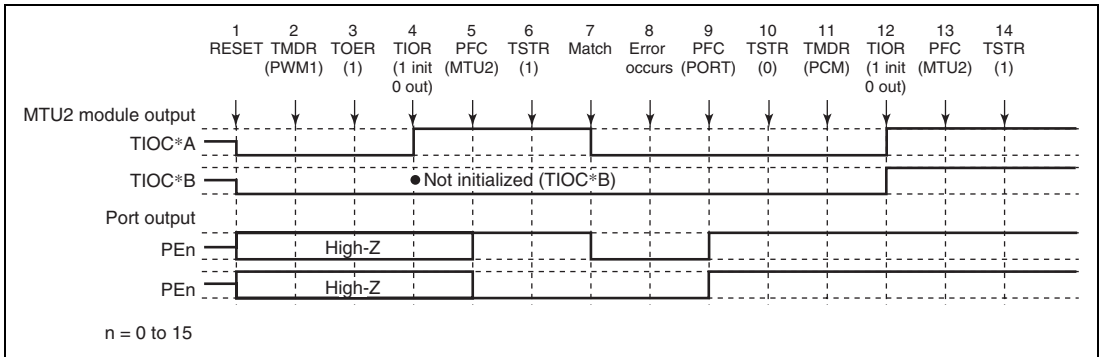 1 2 3 4 5 6 7 8 9 10 11 12 13 14
RESET TMDR TOER TIOR PFC TSTR Match Error PFC TSTR TMDR TIOR PFC TSTR
(PWM1) (1) (1 init (MTU2) (1) occurs (PORT) (0) (PCM) (1 init (MTU2) (1)
0 out) 0 out)
MTU2 module output
TIOC*A
TIOC*B ●Not initialized (TIOC*B)
Port output
PEn High-Z
PEn High-Z
n = 0 to 15